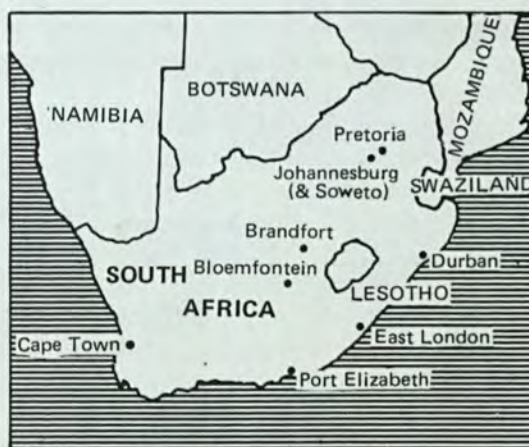 NAMIBIA
BOTSWANA
MOZAMBIQUE
Pretoria
Johannesburg
(& Soweto)
SWAZILAND
Brandfort
SOUTH
Bloemfontein
Durban
AFRICA
LESOTHO
East London
Cape Town
Port Elizabeth